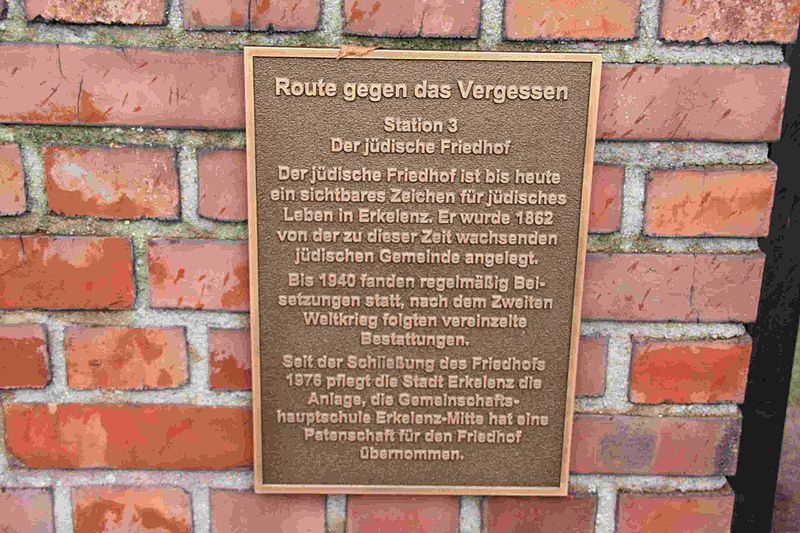 Route gegen das Vergessen
Station 3
Der jüdische Friedhof
Der jüdische Friedhof ist bis heute
ein sichtbares Zeichen für jüdisches
Leben in Erkelenz. Er wurde 1862
von der zu dieser Zeit wachsenden
jüdischen Gemeinde angelegt.
Bis 1940 fanden regelmäßig Bei-
setzungen statt, nach dem Zweiten
Weltkrieg folgten vereinzelte
Bestattungen.
Seit der Schließung des Friedhofs
1976 pflegt die Stadt Erkelenz die
Anlage, die Gemeinschafts-
hauptschule Erkelenz-Mitte hat eine
Patenschaft für den Friedhof
übernommen.